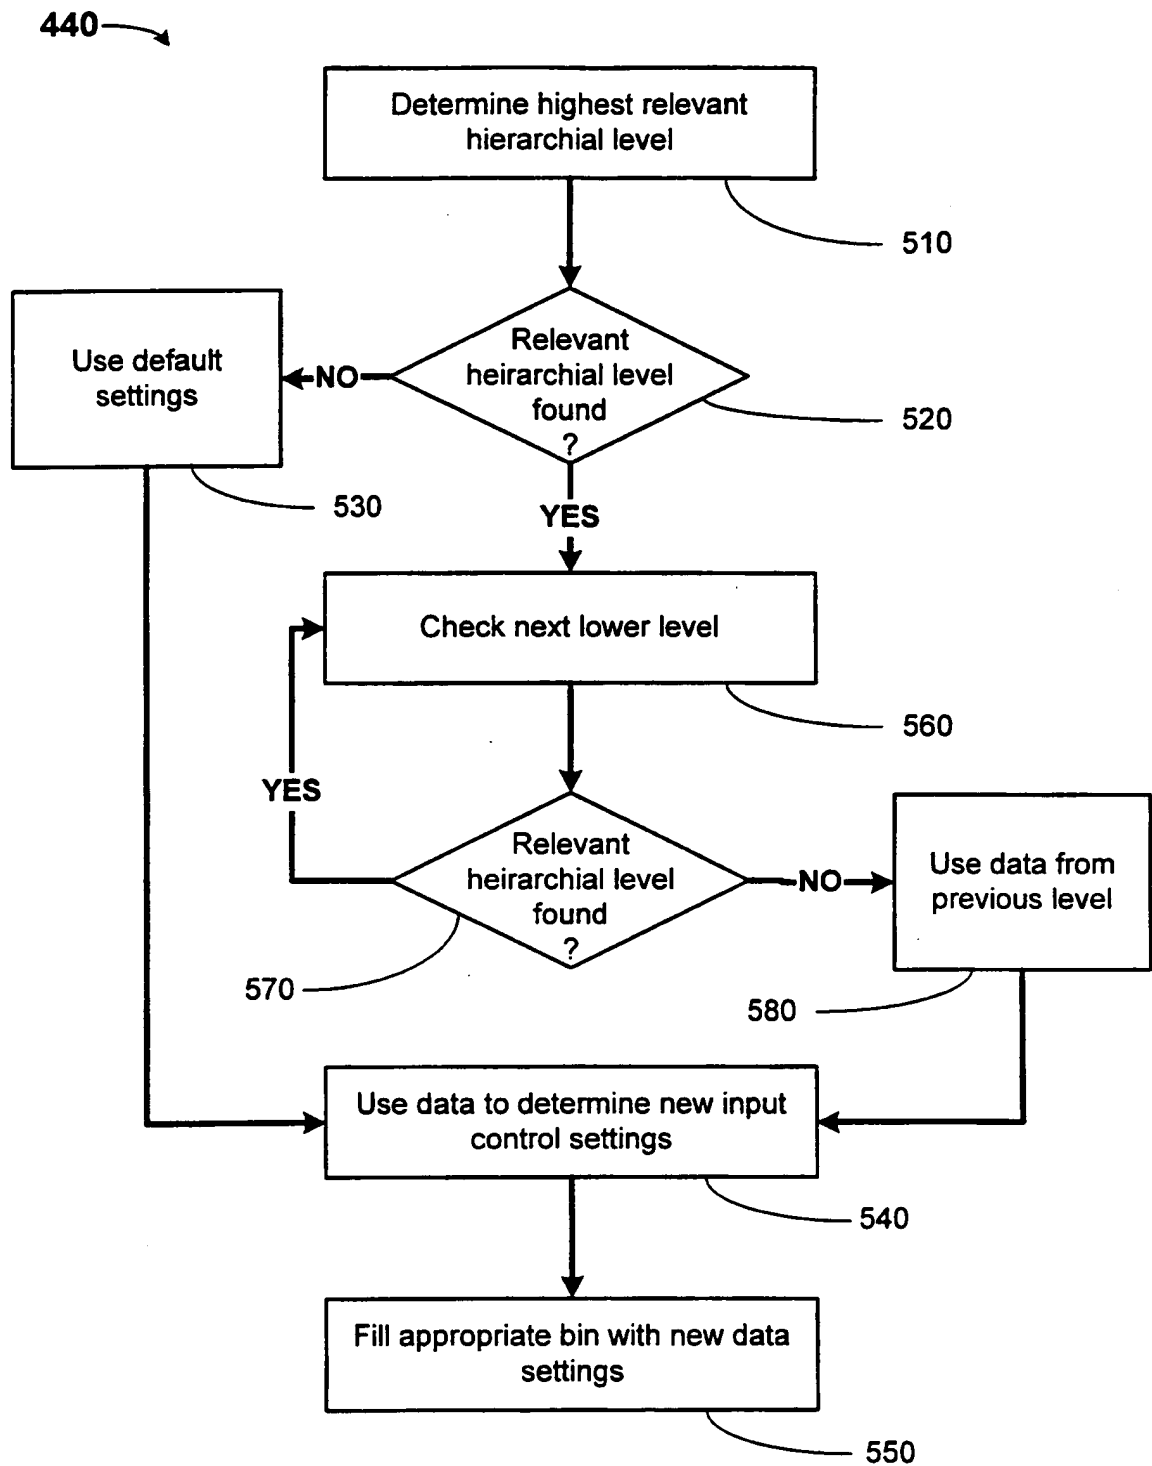 440
Determine highest relevant
hierarchial level
510
Relevant
heirarchial level
found
?
520
NO
Use default
settings
530
YES
Check next lower level
560
YES
Relevant
heirarchial level
found
?
570
NO
Use data from
previous level
580
Use data to determine new input
control settings
540
Fill appropriate bin with new data
settings
550